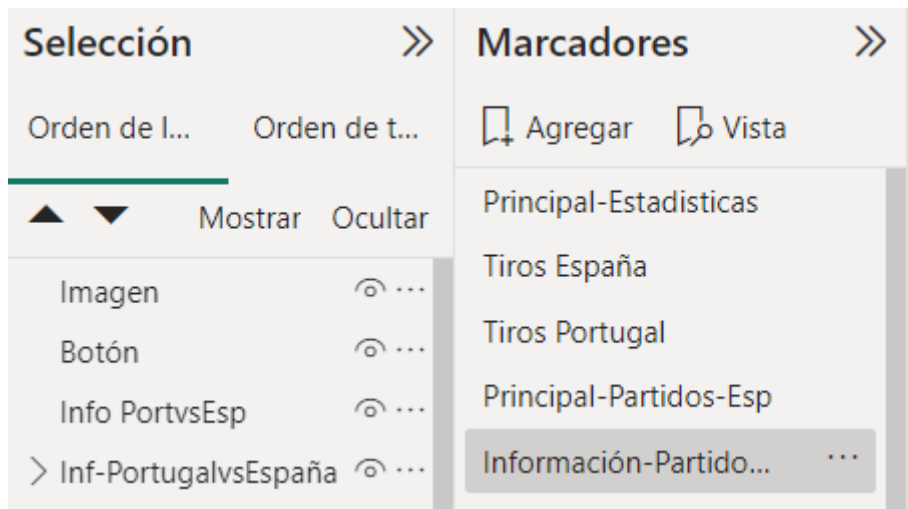 Selección
Orden de l... Orden de t...
Mostrar Ocultar
Imagen
Botón
Info PortvsEsp
Inf-PortugalvsEspaña
Marcadores
Agregar Vista
Principal-Estadisticas
Tiros España
Tiros Portugal
Principal-Partidos-Esp
Información-Partido...